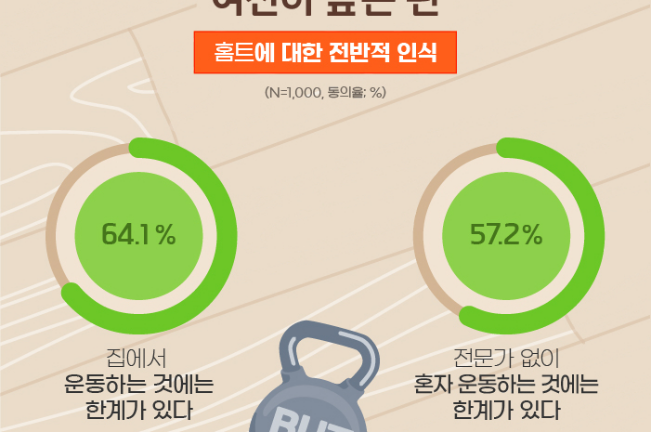 홈트에 대한 전반적 인식
(N=1,000, 동의율; %)
64.1%
57.2%
집에서
운동하는 것에는
한계가 있다
전문가 없이
혼자 운동하는 것에는
한계가 있다
BUT